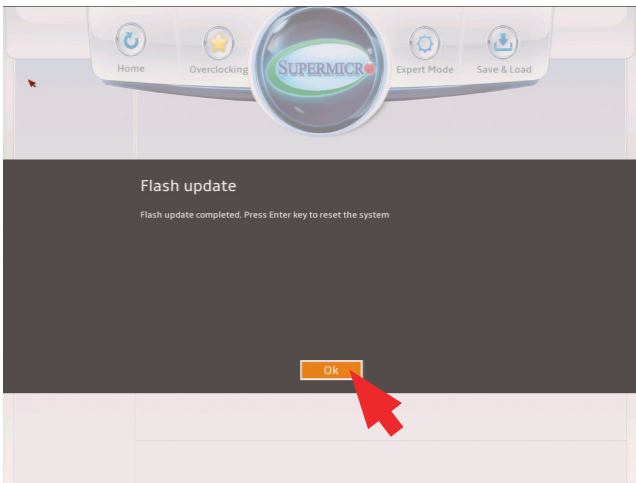 Home
Overclocking
SUPERMICRO
Expert Mode
Save & Load
Flash update
Flash update completed. Press Enter key to reset the system
Ok